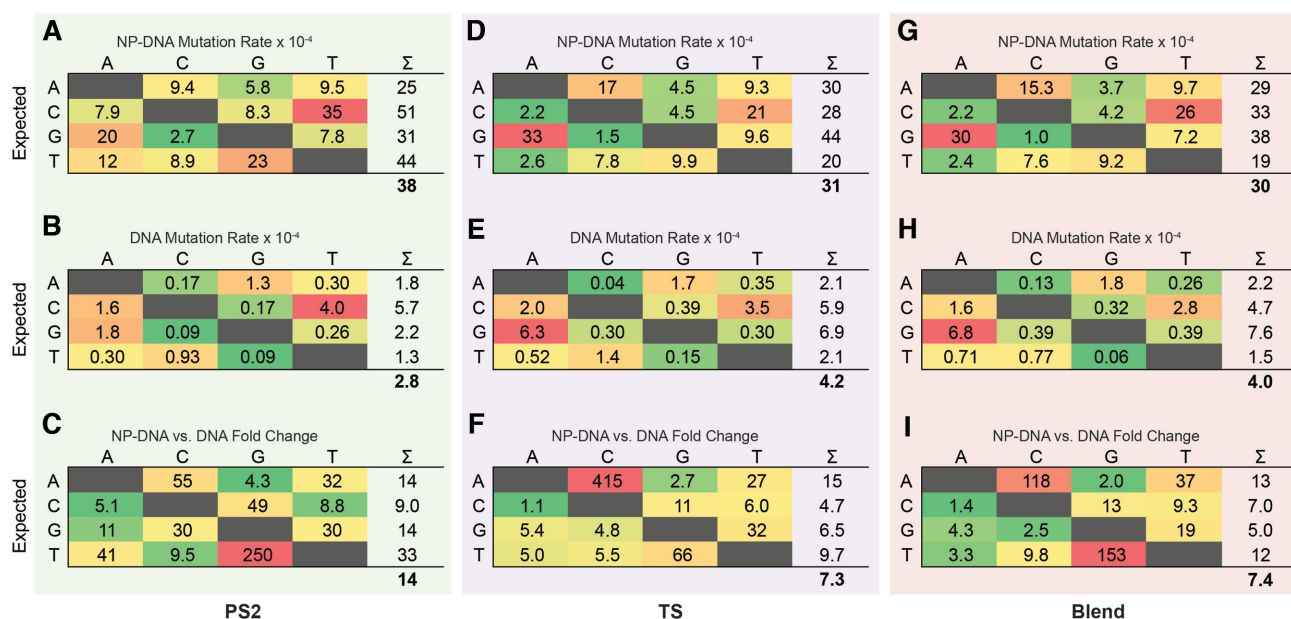 A D G
NP-DNA Mutation Rate x 10-4 NP-DNA Mutation Rate x 10-4 NP-DNA Mutation Rate x 10-4
A C G T Σ A C G T Σ A C G T Σ
A 9.4 5.8 9.5 25 A 17 4.5 9.3 30 A 15.3 3.7 9.7 29
C 7.9 8.3 35 51 C 2.2 4.5 21 28 C 2.2 4.2 26 33
Expected
G 20 2.7 7.8 31 G 33 1.5 9.6 44 G 30 1.0 7.2 38
T 12 8.9 23 44 T 2.6 7.8 9.9 20 T 2.4 7.6 9.2 19
38 31 30
B E H
DNA Mutation Rate x 10-4 DNA Mutation Rate x 10-4 DNA Mutation Rate x 10-4
A C G T Σ A C G T Σ A C G T Σ
A 0.17 1.3 0.30 1.8 A 0.04 1.7 0.35 2.1 A 0.13 1.8 0.26 2.2
C 1.6 0.17 4.0 5.7 C 2.0 0.39 3.5 5.9 C 1.6 0.32 2.8 4.7
Expected
G 1.8 0.09 0.26 2.2 G 6.3 0.30 0.30 6.9 G 6.8 0.39 0.39 7.6
T 0.30 0.93 0.09 1.3 T 0.52 1.4 0.15 2.1 T 0.71 0.77 0.06 1.5
2.8 4.2 4.0
C F I
NP-DNA vs. DNA Fold Change NP-DNA vs. DNA Fold Change NP-DNA vs. DNA Fold Change
A C G T Σ A C G T Σ A C G T Σ
A 55 4.3 32 14 A 415 2.7 27 15 A 118 2.0 37 13
C 5.1 49 8.8 9.0 C 1.1 11 6.0 4.7 C 1.4 13 9.3 7.0
Expected
G 11 30 30 14 G 5.4 4.8 32 6.5 G 4.3 2.5 19 5.0
T 41 9.5 250 33 T 5.0 5.5 66 9.7 T 3.3 9.8 153 12
14 7.3 7.4
PS2 TS Blend